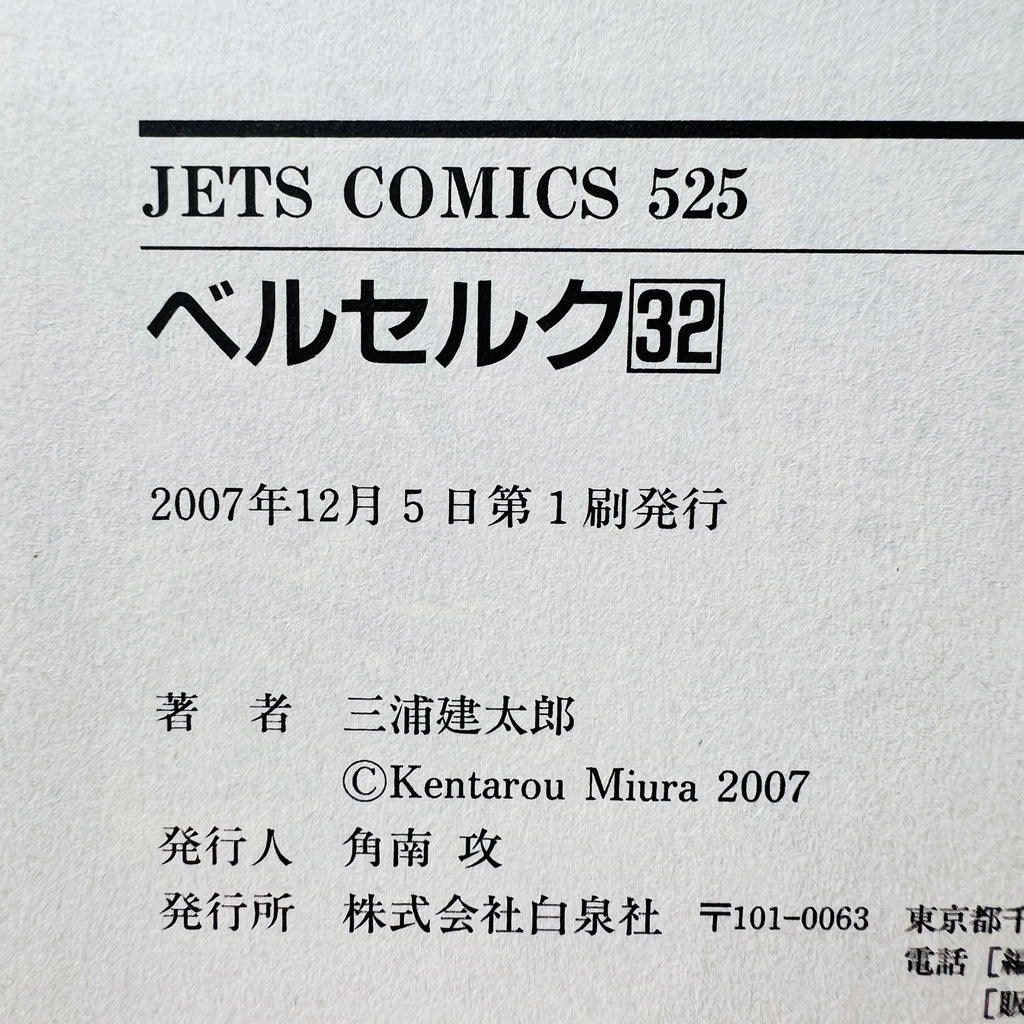 JETS COMICS 525
ベルセルク32
2007年12月5日第1刷発行
著　者　三浦建太郎
©Kentarou Miura 2007
発行人　角南 攻
発行所　株式会社白泉社　〒101-0063　東京都千
電話［編
［販